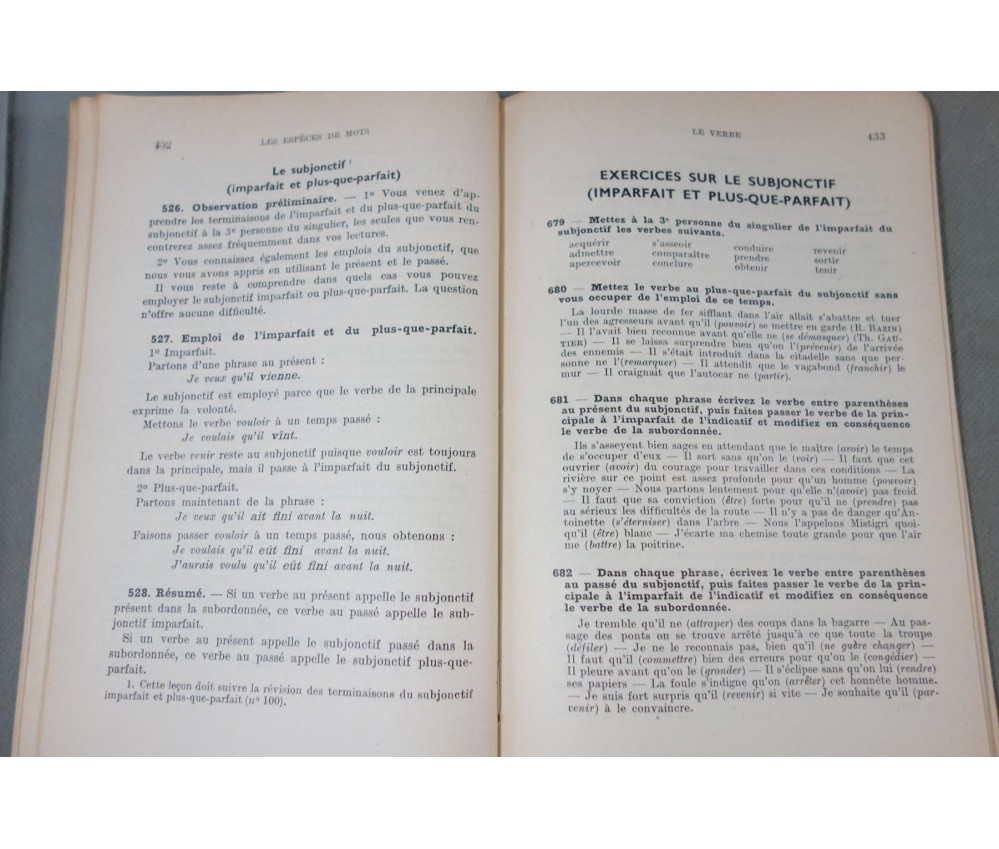 432
LES ESPÈCES DE MOTS
Le subjonctif ¹
(imparfait et plus-que-parfait)
526. Observation préliminaire. — 1º Vous venez d'ap-
prendre les terminaisons de l'imparfait et du plus-que-parfait du
subjonctif à la 3e personne du singulier, les seules que vous ren-
contrerez assez fréquemment dans vos lectures.
2º Vous connaissez également les emplois du subjonctif, que
nous vous avons appris en utilisant le présent et le passé.
Il vous reste à comprendre dans quels cas vous pouvez
employer le subjonctif imparfait ou plus-que-parfait. La question
n'offre aucune difficulté.
527. Emploi de l'imparfait et du plus-que-parfait.
1º Imparfait.
Partons d'une phrase au présent :
Je veux qu'il vienne.
Le subjonctif est employé parce que le verbe de la principale
exprime la volonté.
Mettons le verbe vouloir à un temps passé :
Je voulais qu'il vînt.
Le verbe venir reste au subjonctif puisque vouloir est toujours
dans la principale, mais il passe à l'imparfait du subjonctif.
2º Plus-que-parfait.
Partons maintenant de la phrase :
Je veux qu'il ait fini avant la nuit.
Faisons passer vouloir à un temps passé, nous obtenons :
Je voulais qu'il eût fini avant la nuit.
J'aurais voulu qu'il eût fini avant la nuit.
528. Résumé. — Si un verbe au présent appelle le subjonctif
présent dans la subordonnée, ce verbe au passé appelle le sub-
jonctif imparfait.
Si un verbe au présent appelle le subjonctif passé dans la
subordonnée, ce verbe au passé appelle le subjonctif plus-que-
parfait.
1. Cette leçon doit suivre la révision des terminaisons du subjonctif
imparfait et plus-que-parfait (nº 100).
LE VERBE
433
EXERCICES SUR LE SUBJONCTIF
(IMPARFAIT ET PLUS-QUE-PARFAIT)
679 — Mettez à la 3e personne du singulier de l'imparfait du
subjonctif les verbes suivants.
acquérir s'asseoir conduire revenir
admettre comparaître prendre sortir
apercevoir conclure obtenir tenir
680 — Mettez le verbe au plus-que-parfait du subjonctif sans
vous occuper de l'emploi de ce temps.
La lourde masse de fer sifflant dans l'air allait s'abattre et tuer
l'un des agresseurs avant qu'il (pouvoir) se mettre en garde (R. BAZIN)
— Il l'avait bien reconnue avant qu'elle ne (se démasquer) (TH. GAU-
TIER) — Il se laissa surprendre bien qu'on l'(prévenir) de l'arrivée
des ennemis — Il s'était introduit dans la citadelle sans que per-
sonne ne l'(remarquer) — Il attendit que le vagabond (franchir) le
mur — Il craignait que l'autocar ne (partir).
681 — Dans chaque phrase écrivez le verbe entre parenthèses
au présent du subjonctif, puis faites passer le verbe de la prin-
cipale à l'imparfait de l'indicatif et modifiez en conséquence
le verbe de la subordonnée.
Ils s'asseyent bien sages en attendant que le maître (avoir) le temps
de s'occuper d'eux — Il sort sans qu'on le (voir) — Il faut que cet
ouvrier (avoir) du courage pour travailler dans ces conditions — La
rivière sur ce point est assez profonde pour qu'un homme (pouvoir)
s'y noyer — Nous partons lentement pour qu'elle n'(avoir) pas froid
— Il faut que sa conviction (être) forte pour qu'il ne (prendre) pas
au sérieux les difficultés de la route — Il n'y a pas de danger qu'An-
toinette (s'éterniser) dans l'arbre — Nous l'appelons Mistigri quoi-
qu'il (être) blanc — J'écarte ma chemise toute grande pour que l'air
me (battre) la poitrine.
682 — Dans chaque phrase, écrivez le verbe entre parenthèses
au passé du subjonctif, puis faites passer le verbe de la prin-
cipale à l'imparfait de l'indicatif et modifiez en conséquence
le verbe de la subordonnée.
Je tremble qu'il ne (attraper) des coups dans la bagarre — Au pas-
sage des ponts on se trouve arrêté jusqu'à ce que toute la troupe
(défiler) — Je ne le reconnais pas, bien qu'il (ne guère changer) —
Il faut qu'il (commettre) bien des erreurs pour qu'on le (congédier) —
Il pleure avant qu'on le (gronder) — Il s'éclipse sans qu'on lui (rendre)
ses papiers — La foule s'indigne qu'on (arrêter) cet honnête homme.
— Je suis fort surpris qu'il (revenir) si vite — Je souhaite qu'il (par-
venir) à le convaincre.